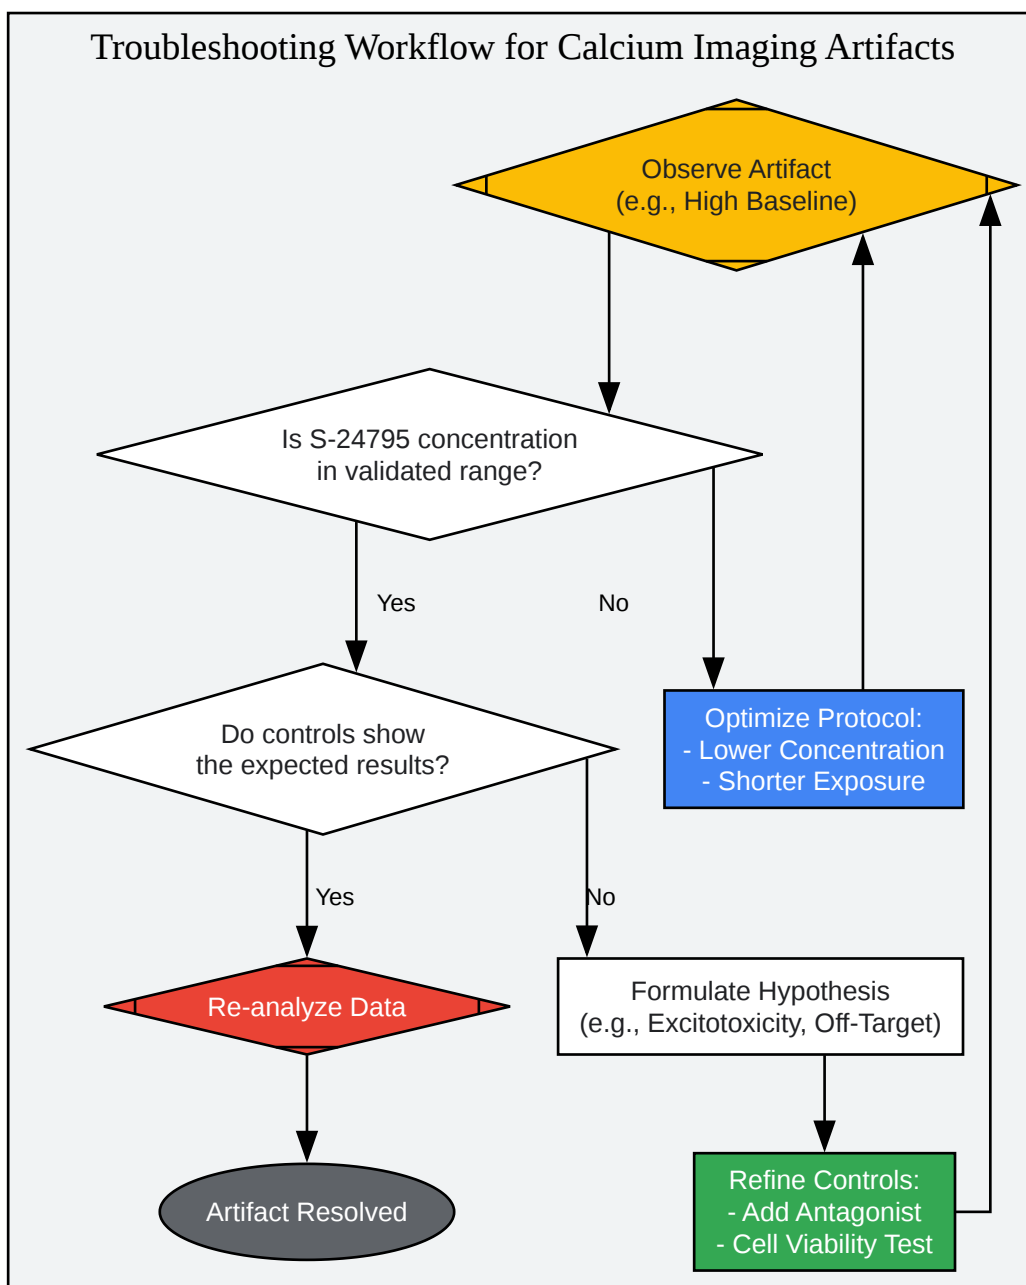 Troubleshooting Workflow for Calcium Imaging Artifacts
Observe Artifact
(e.g., High Baseline)
Is S-24795 concentration
in validated range?
Yes
No
Do controls show
the expected results?
Optimize Protocol:
- Lower Concentration
- Shorter Exposure
Yes
No
Re-analyze Data
Formulate Hypothesis
(e.g., Excitotoxicity, Off-Target)
Artifact Resolved
Refine Controls:
- Add Antagonist
- Cell Viability Test